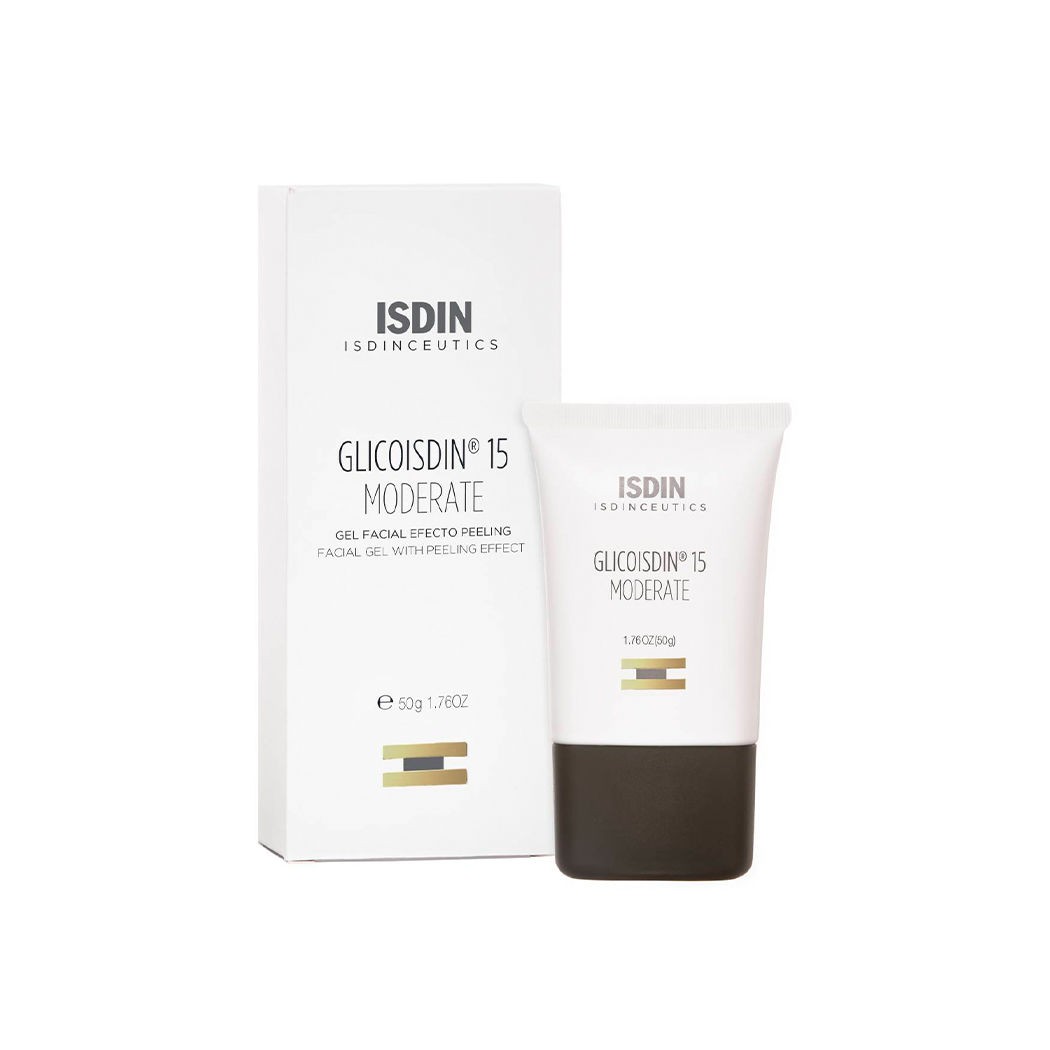 ISDIN
ISDINCEUTICS
GLICOISDIN® 15
MODERATE
GEL FACIAL EFECTO PEELING
FACIAL GEL WITH PEELING EFFECT
℮ 50g 1.76OZ
ISDIN
ISDINCEUTICS
GLICOISDIN® 15
MODERATE
1.76OZ(50g)